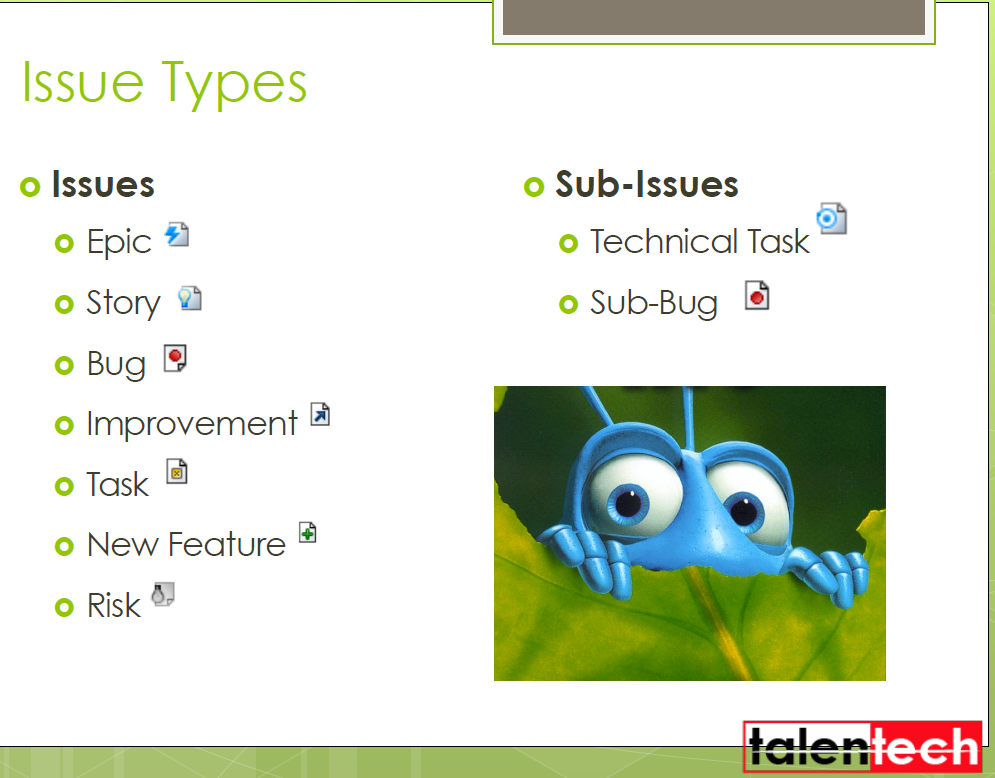 Issue Types
Issues
Epic
Story
Bug
Improvement
Task
New Feature
Risk
Sub-Issues
Technical Task
Sub-Bug
talentech